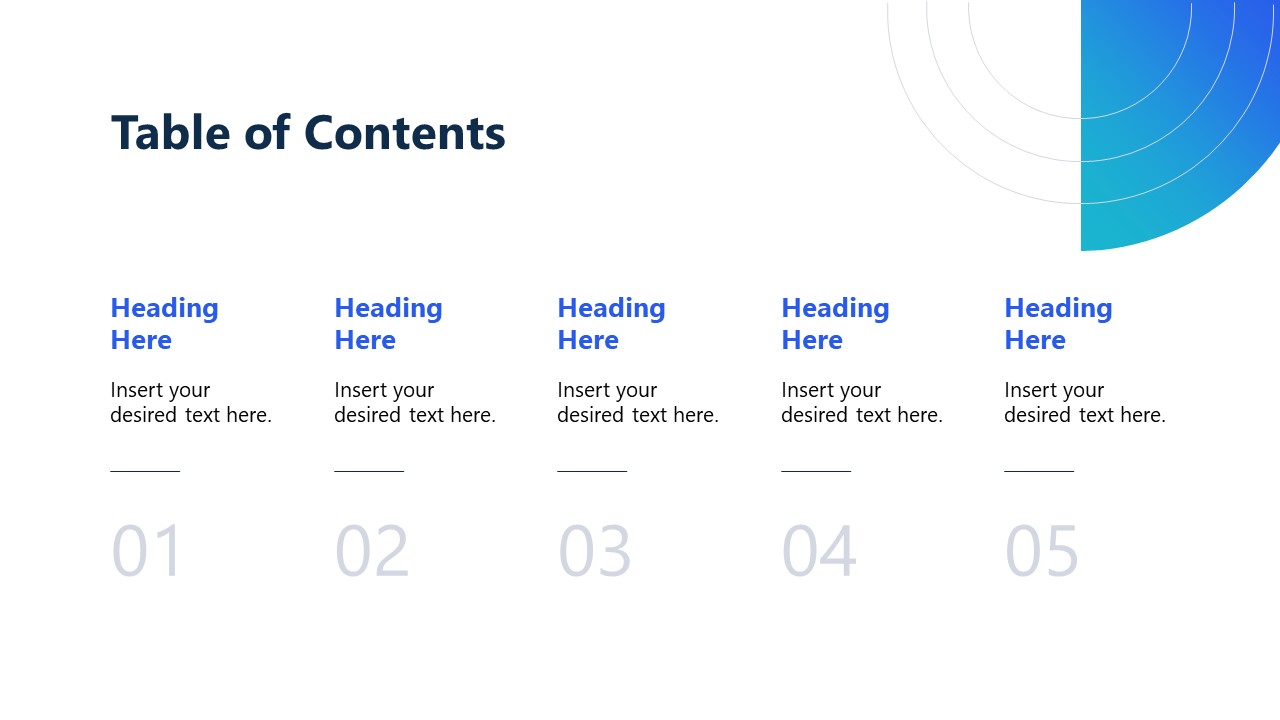 Table of Contents
Heading
Here
Insert your
desired text here.
01
Heading
Here
Insert your
desired text here.
02
Heading
Here
Insert your
desired text here.
03
Heading
Here
Insert your
desired text here.
04
Heading
Here
Insert your
desired text here.
05